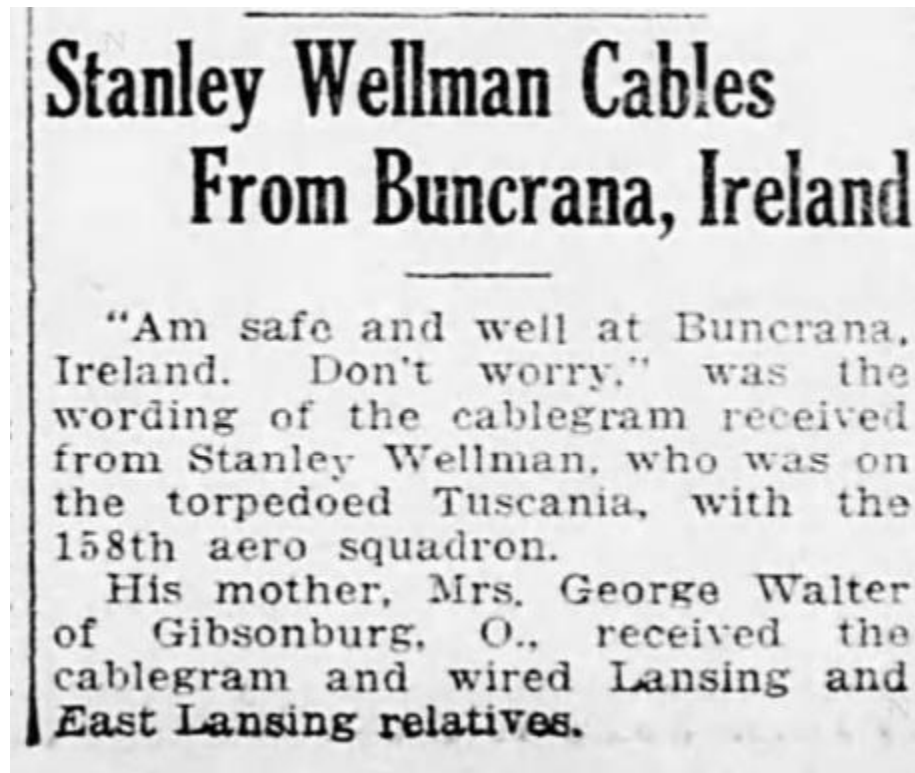 Stanley Wellman Cables
From Buncrana, Ireland
"Am safe and well at Buncrana,
Ireland. Don't worry," was the
wording of the cablegram received
from Stanley Wellman, who was on
the torpedoed Tuscania, with the
158th aero squadron.
His mother, Mrs. George Walter
of Gibsonburg, O., received the
cablegram and wired Lansing and
East Lansing relatives.